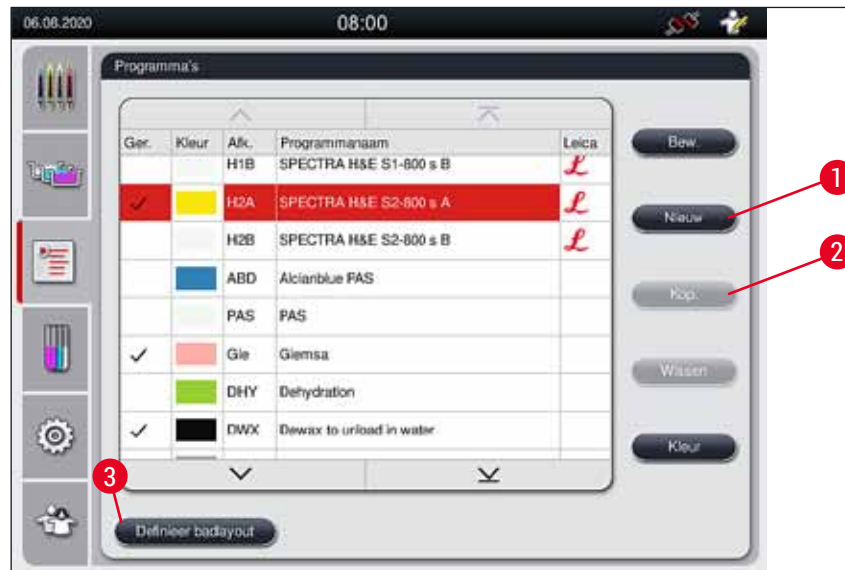 06.08.2020 08:00
Programma's
Ger. Kleur Afk. Programmanaam Leica
H1B SPECTRA H&E S1-800 s B
H2A SPECTRA H&E S2-800 s A
H2B SPECTRA H&E S2-800 s B
ABD Alcianblue PAS
PAS PAS
Gie Giemsa
DHY Dehydration
DWX Dewax to unload in water
Bew.
Nieuw
Kop.
Wissen
Kleur
Definieer badlayout
1
2
3